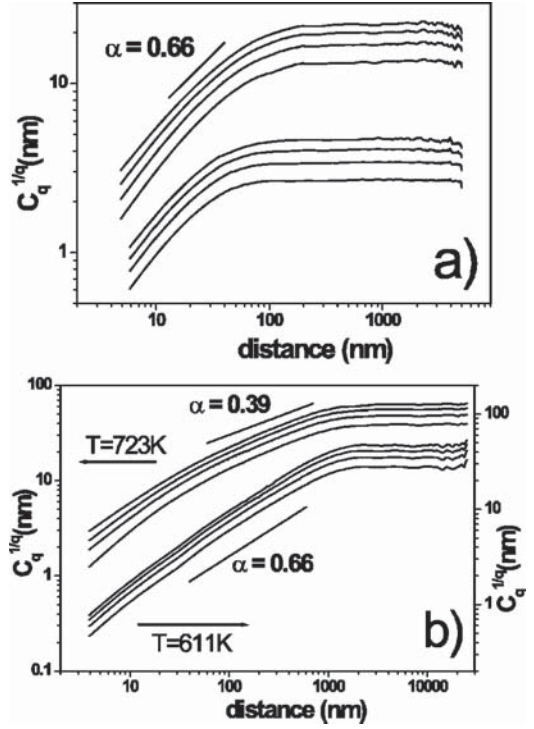 α = 0.66
10
1
C_q^{1/q}(nm)
a)
10 100 1000
distance (nm)
100
10
1
0.1
C_q^{1/q}(nm)
α = 0.39
T=723K
α = 0.66
T=611K
b)
100
10
1
C_q^{1/q}(nm)
10 100 1000 10000
distance (nm)